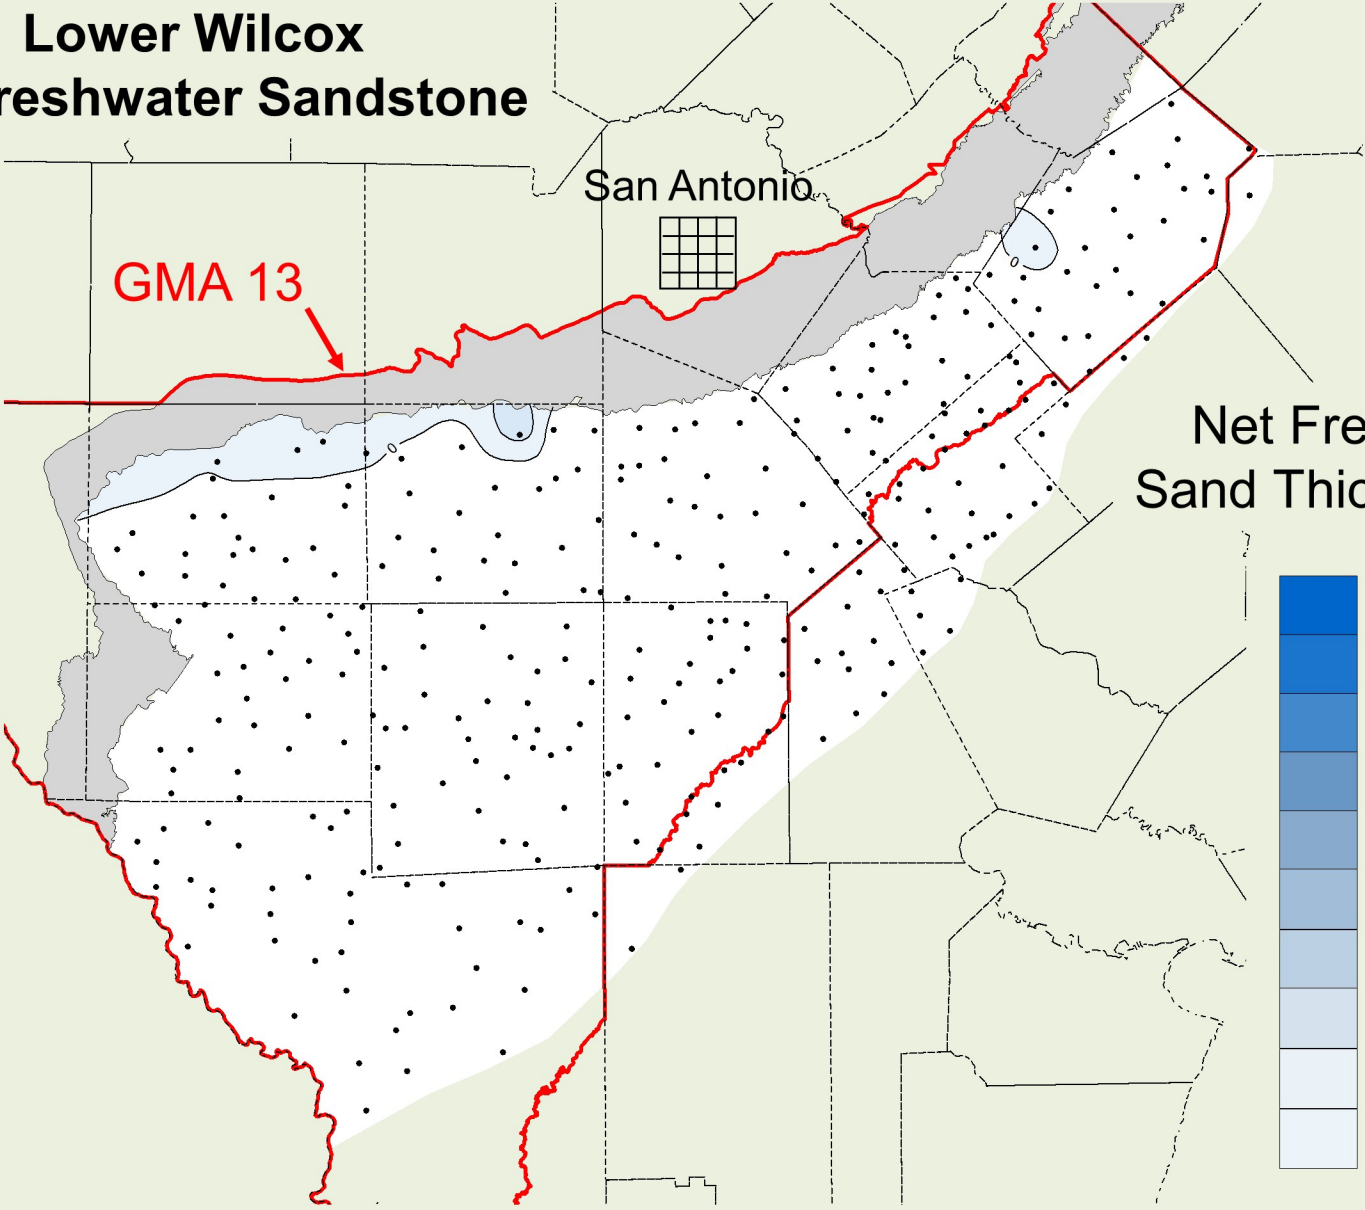 Lower Wilcox
reshwater Sandstone
San Antonio
GMA 13
0
0
Net Fre
Sand Thic